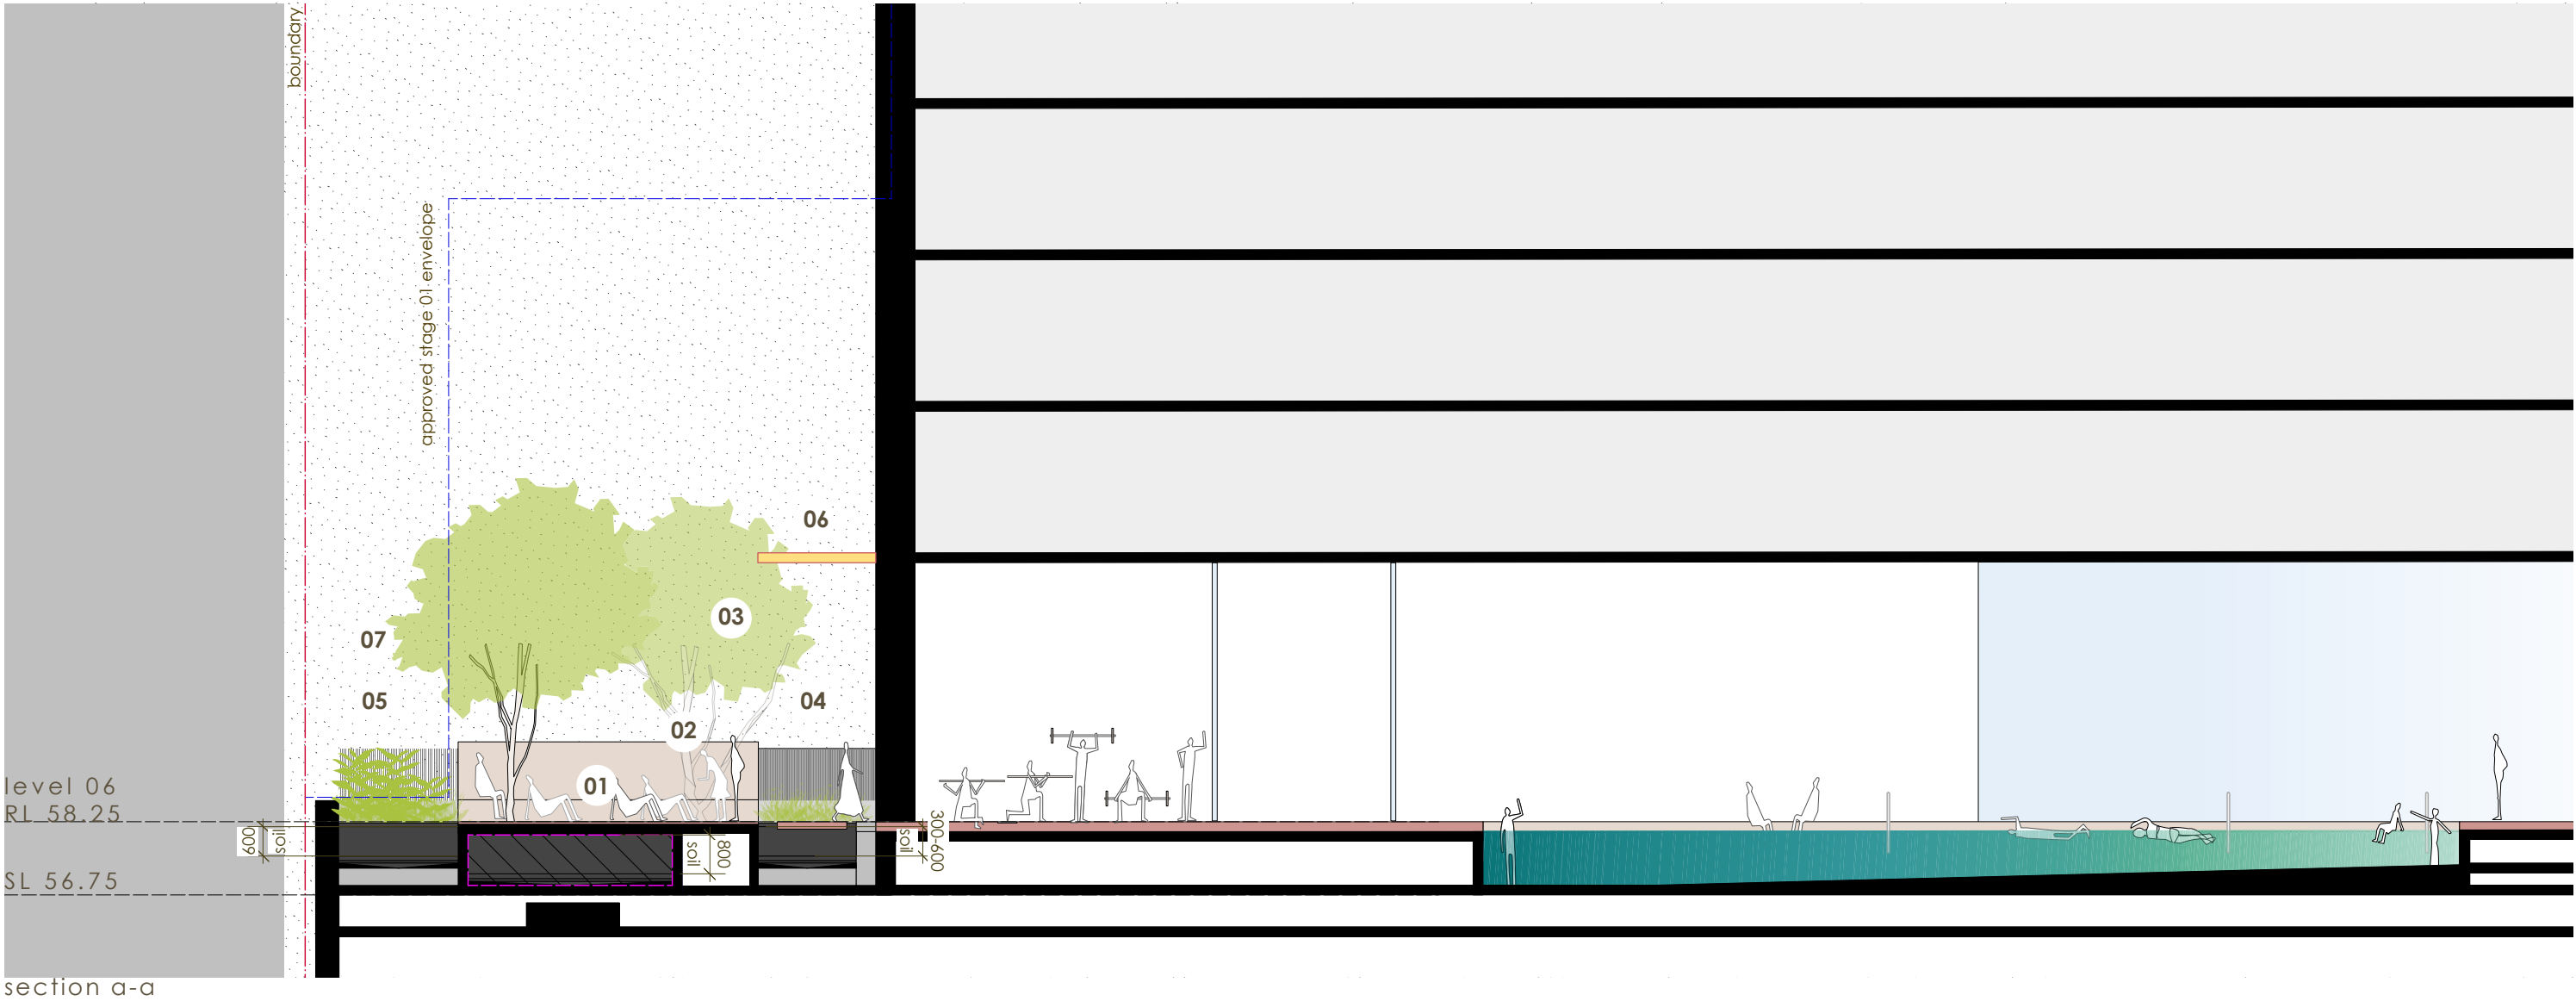 boundary
approved stage 01 envelope
06
03
07
05
04
02
01
level 06
RL 58.25
600
soil
800
soil
300-600
soil
SL 56.75
section a-a